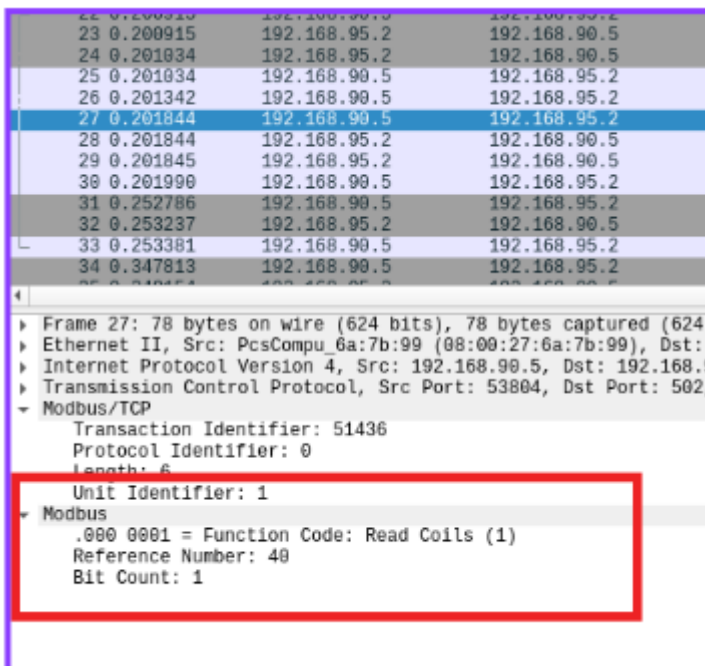 23 0.200915 192.168.95.2 192.168.90.5
24 0.201034 192.168.95.2 192.168.90.5
25 0.201034 192.168.95.2 192.168.90.5
26 0.201342 192.168.90.5 192.168.95.2
27 0.201844 192.168.90.5 192.168.95.2
28 0.201844 192.168.95.2 192.168.90.5
29 0.201845 192.168.95.2 192.168.90.5
30 0.201990 192.168.90.5 192.168.95.2
31 0.252786 192.168.90.5 192.168.95.2
32 0.253237 192.168.95.2 192.168.90.5
33 0.253381 192.168.90.5 192.168.95.2
34 0.347813 192.168.90.5 192.168.95.2
Frame 27: 78 bytes on wire (624 bits), 78 bytes captured (624
Ethernet II, Src: PcsCompu_6a:7b:99 (08:00:27:6a:7b:99), Dst:
Internet Protocol Version 4, Src: 192.168.90.5, Dst: 192.168.
Transmission Control Protocol, Src Port: 53804, Dst Port: 502,
Modbus/TCP
Transaction Identifier: 51436
Protocol Identifier: 0
Length: 6
Unit Identifier: 1
Modbus
.000 0001 = Function Code: Read Coils (1)
Reference Number: 40
Bit Count: 1